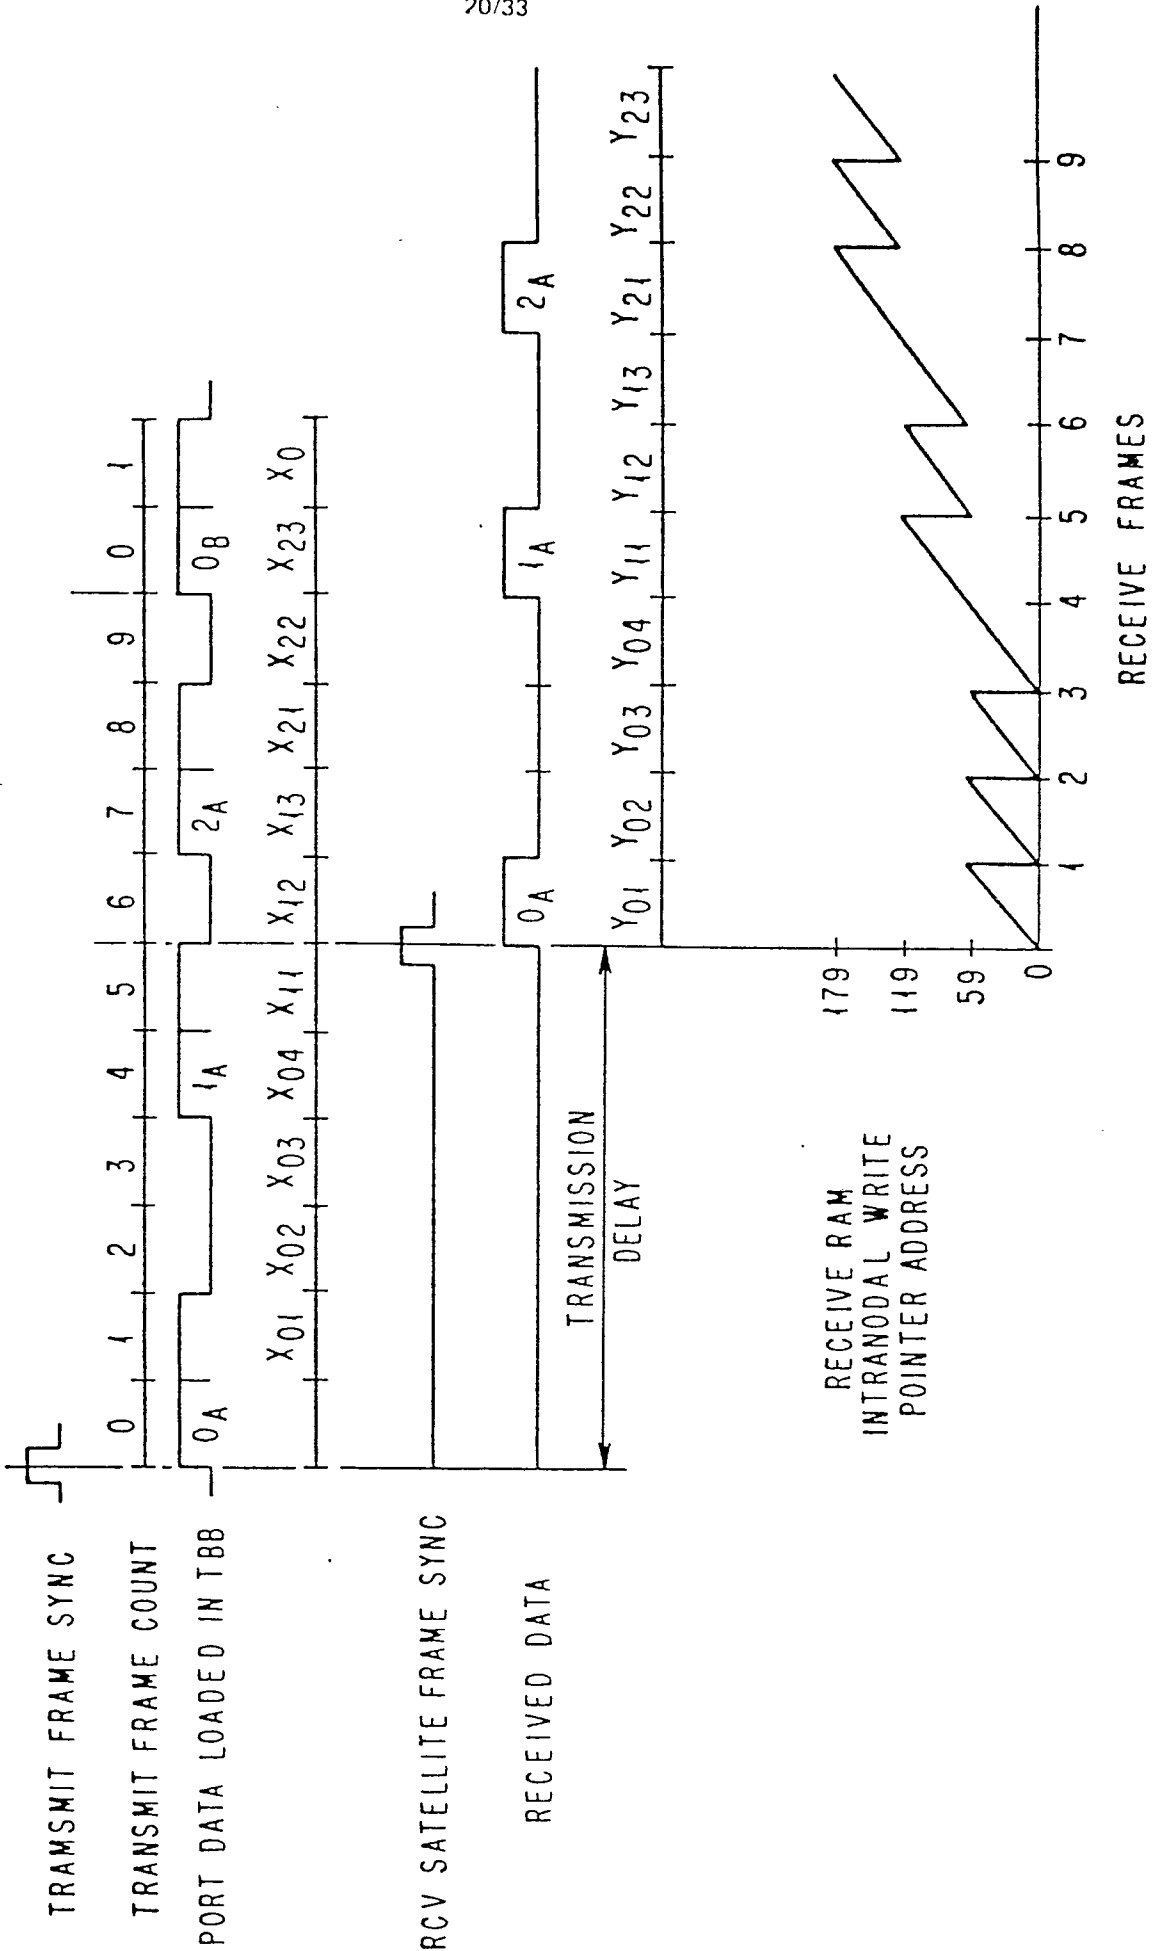 20/33
TRAMSMIT FRAME SYNC
TRANSMIT FRAME COUNT
0 1 2 3 4 5 6 7 8 9 0 1
PORT DATA LOADED IN TBB
0A 1A 2A 0B
X01 X02 X03 X04 X11 X12 X13 X21 X22 X23 X0
RCV SATELLITE FRAME SYNC
RECEIVED DATA
0A 1A 2A
TRANSMISSION
DELAY
Y01 Y02 Y03 Y04 Y11 Y12 Y13 Y21 Y22 Y23
RECEIVE RAM
INTRANODAL WRITE
POINTER ADDRESS
179
119
59
0
1 2 3 4 5 6 7 8 9
RECEIVE FRAMES